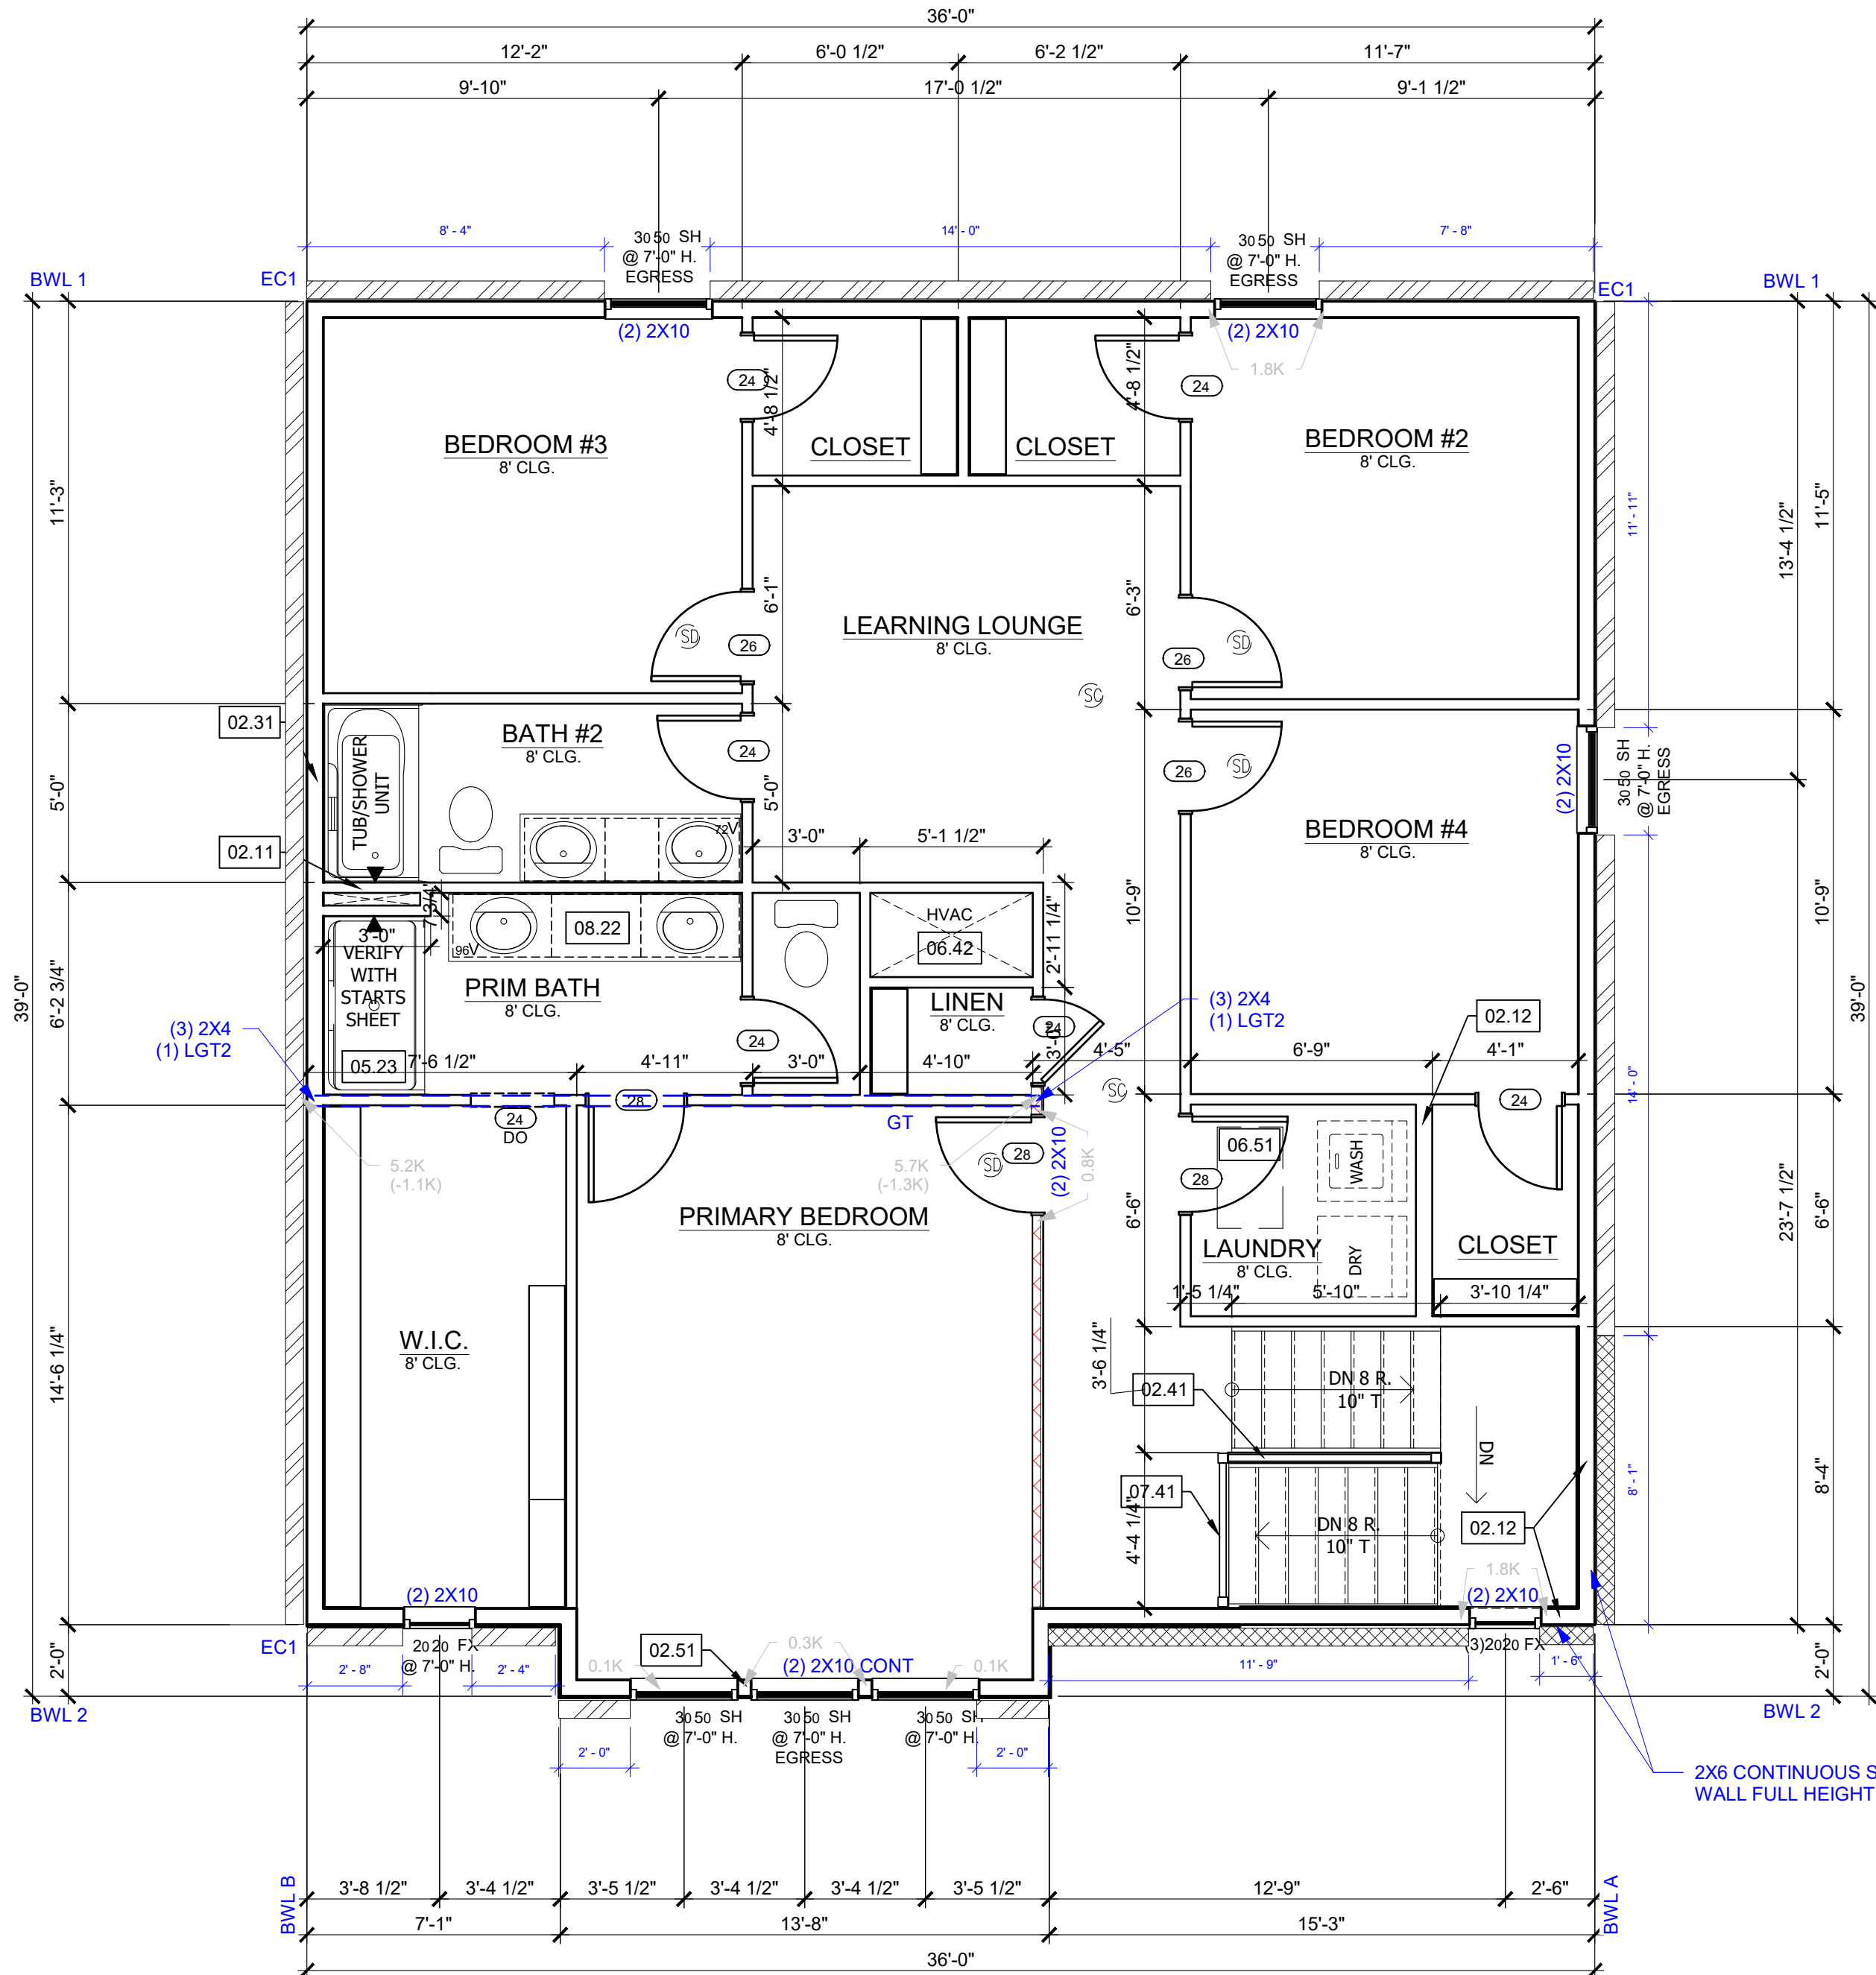 36'-0"
12'-2"
6'-0 1/2"
6'-2 1/2"
11'-7"
9'-10"
17'-0 1/2"
9'-1 1/2"
8' - 4"
3050 SH
@ 7'-0" H.
EGRESS
14' - 0"
3050 SH
@ 7'-0" H.
EGRESS
7' - 8"
BWL 1
EC1
EC1
BWL 1
(2) 2X10
(2) 2X10
1.8K
24
4'-8 1/2"
4'-8 1/2"
24
BEDROOM #3
8' CLG.
CLOSET
CLOSET
BEDROOM #2
8' CLG.
11'-3"
11' - 11"
13'-4 1/2"
11'-5"
6'-1"
6'-3"
LEARNING LOUNGE
8' CLG.
SD
26
26
SD
SC
02.31
BATH #2
8' CLG.
24
TUB/SHOWER
UNIT
5'-0"
5'-0"
26
SD
(2) 2X10
3050 SH
@ 7'-0" H.
EGRESS
72V
3'-0"
5'-1 1/2"
BEDROOM #4
8' CLG.
02.11
7 3/4"
3'-0"
VERIFY
WITH
STARTS
SHEET
96V
08.22
HVAC
06.42
2'-11 1/4"
10'-9"
10'-9"
39'-0"
6'-2 3/4"
39'-0"
PRIM BATH
8' CLG.
LINEN
8' CLG.
(3) 2X4
(1) LGT2
(3) 2X4
(1) LGT2
02.12
24
24
3'-0"
05.23
7'-6 1/2"
4'-11"
3'-0"
4'-10"
4'-5"
6'-9"
4'-1"
SC
14' - 0"
28
24
DO
GT
24
5.2K
(-1.1K)
5.7K
(-1.3K)
SD
28
(2) 2X10
0.8K
28
06.51
WASH
PRIMARY BEDROOM
8' CLG.
6'-6"
23'-7 1/2"
6'-6"
LAUNDRY
8' CLG.
DRY
CLOSET
1'-5 1/4"
5'-10"
3'-10 1/4"
W.I.C.
8' CLG.
14'-6 1/4"
3'-6 1/4"
02.41
DN 8 R.
10" T
DN
07.41
4'-4 1/4"
DN 8 R.
10" T
02.12
8' - 1"
8'-4"
1.8K
(2) 2X10
(2) 2X10
EC1
2020 FX
@ 7'-0" H.
2' - 8"
2' - 4"
2'-0"
02.51
0.3K
0.1K
(2) 2X10 CONT
0.1K
(3)2020 FX
11' - 9"
1' - 6"
2'-0"
BWL 2
BWL 2
3050 SH
@ 7'-0" H.
3050 SH
@ 7'-0" H.
EGRESS
3050 SH
@ 7'-0" H.
2' - 0"
2' - 0"
2X6 CONTINUOUS S
WALL FULL HEIGHT
BWL B
BWL A
3'-8 1/2"
3'-4 1/2"
3'-5 1/2"
3'-4 1/2"
3'-4 1/2"
3'-5 1/2"
12'-9"
2'-6"
7'-1"
13'-8"
15'-3"
36'-0"